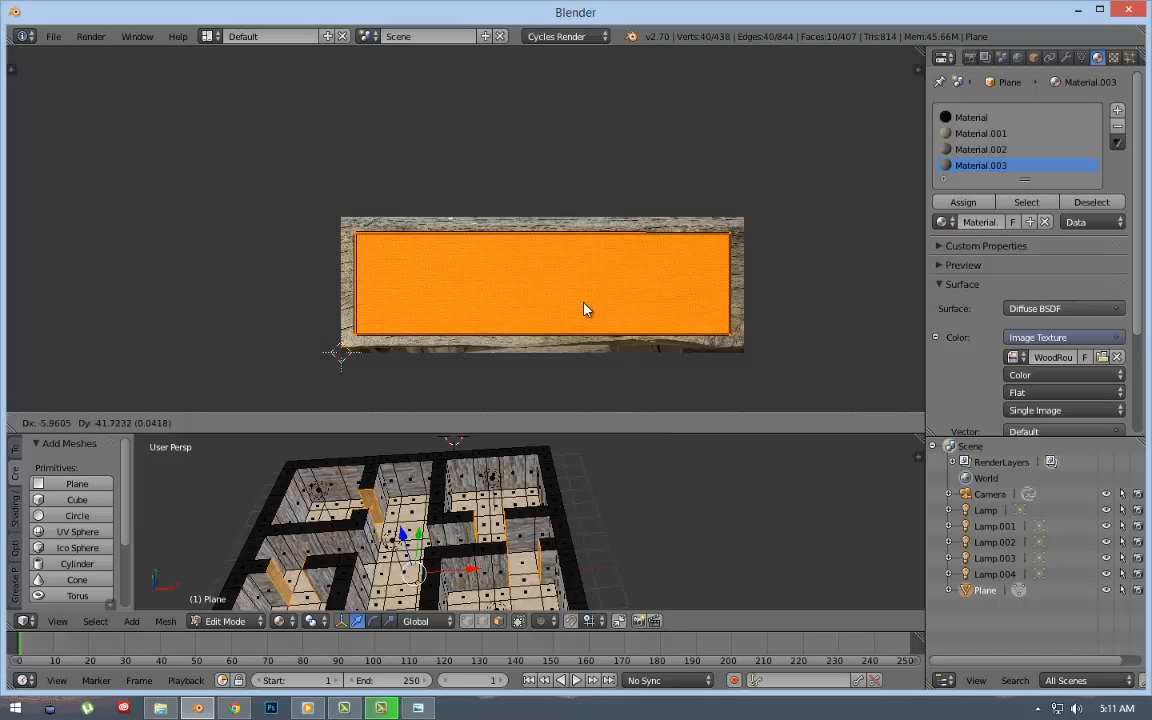 Blender
File Render Window Help Default Scene Cycles Render v2.70 | Verts:40/438 | Edges:40/844 | Faces:10/407 | Tris:814 | Mem:45.66M | Plane
Plane Material.003
Material
Material.001
Material.002
Material.003
Assign Select Deselect
Material. F Data
Custom Properties
Preview
Surface
Surface: Diffuse BSDF
Color: Image Texture
WoodRou F
Color
Flat
Single Image
Vector: Default
Dx: -5.9605 Dy: -41.7232 (0.0418)
Add Meshes
Primitives:
Plane
Cube
Circle
UV Sphere
Ico Sphere
Cylinder
Cone
Torus
Cre
Shading
Opti
Grease P
User Persp
(1) Plane
Scene
RenderLayers
World
Camera
Lamp
Lamp.001
Lamp.002
Lamp.003
Lamp.004
Plane
View Select Add Mesh Edit Mode Global
0 10 20 30 40 50 60 70 80 90 100 110 120 130 140 150 160 170 180 190 200 210 220 230 240 250
View Marker Frame Playback Start: 1 End: 250 1 No Sync
View Search All Scenes
5:11 AM